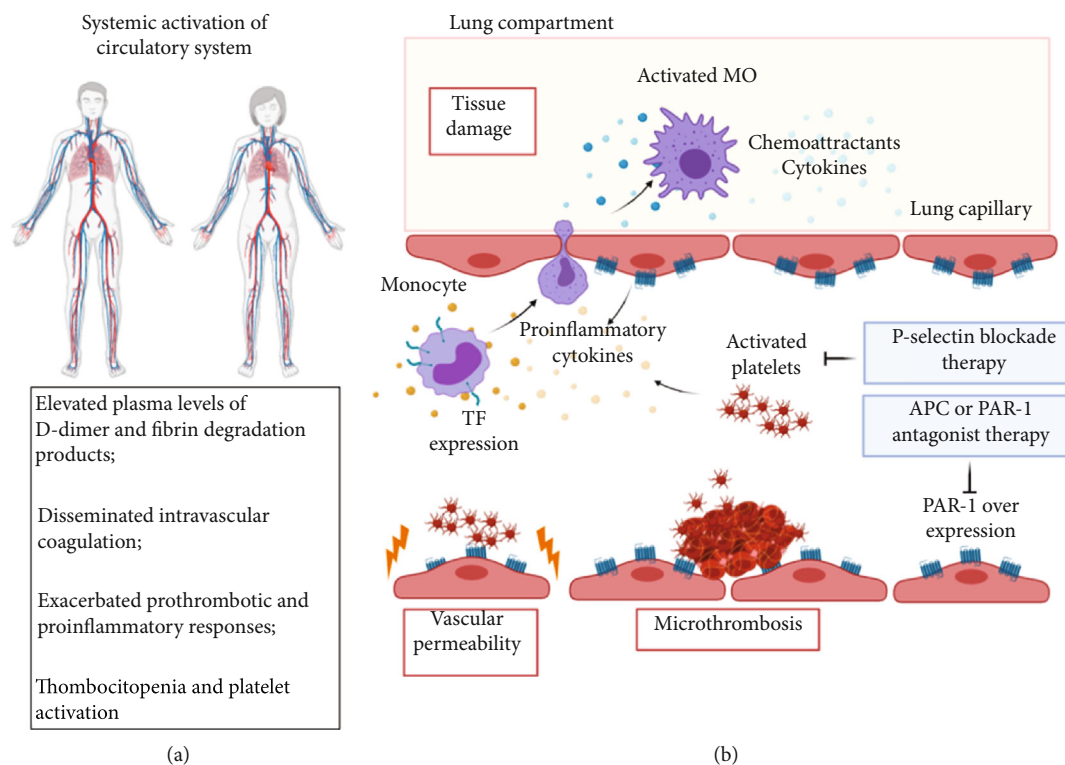 Systemic activation of
circulatory system
Elevated plasma levels of
D-dimer and fibrin degradation
products;
Disseminated intravascular
coagulation;
Exacerbated prothrombotic and
proinflammatory responses;
Thombocitopenia and platelet
activation
(a)
Lung compartment
Tissue
damage
Activated MO
Chemoattractants
Cytokines
Lung capillary
Monocyte
Proinflammatory
cytokines
TF
expression
Activated
platelets
P-selectin blockade
therapy
APC or PAR-1
antagonist therapy
PAR-1 over
expression
Vascular
permeability
Microthrombosis
(b)